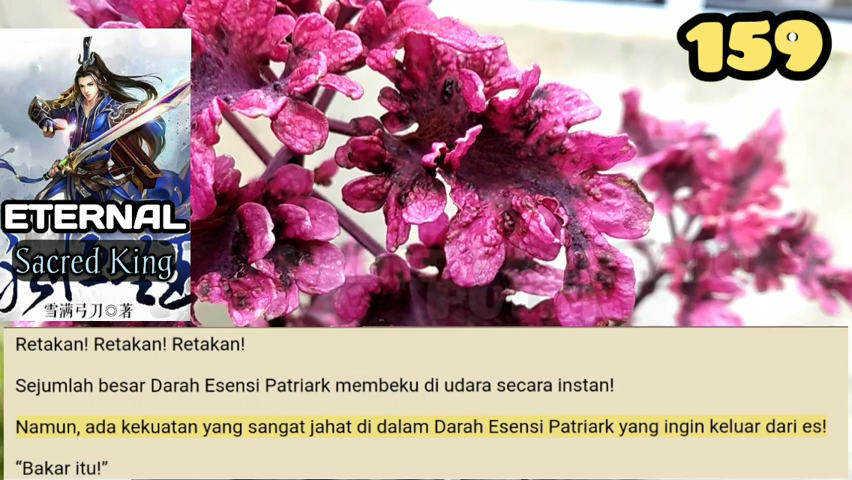 159
ETERNAL
Sacred King
雪满弓刀◎著
Retakan! Retakan! Retakan!
Sejumlah besar Darah Esensi Patriark membeku di udara secara instan!
Namun, ada kekuatan yang sangat jahat di dalam Darah Esensi Patriark yang ingin keluar dari es!
“Bakar itu!”